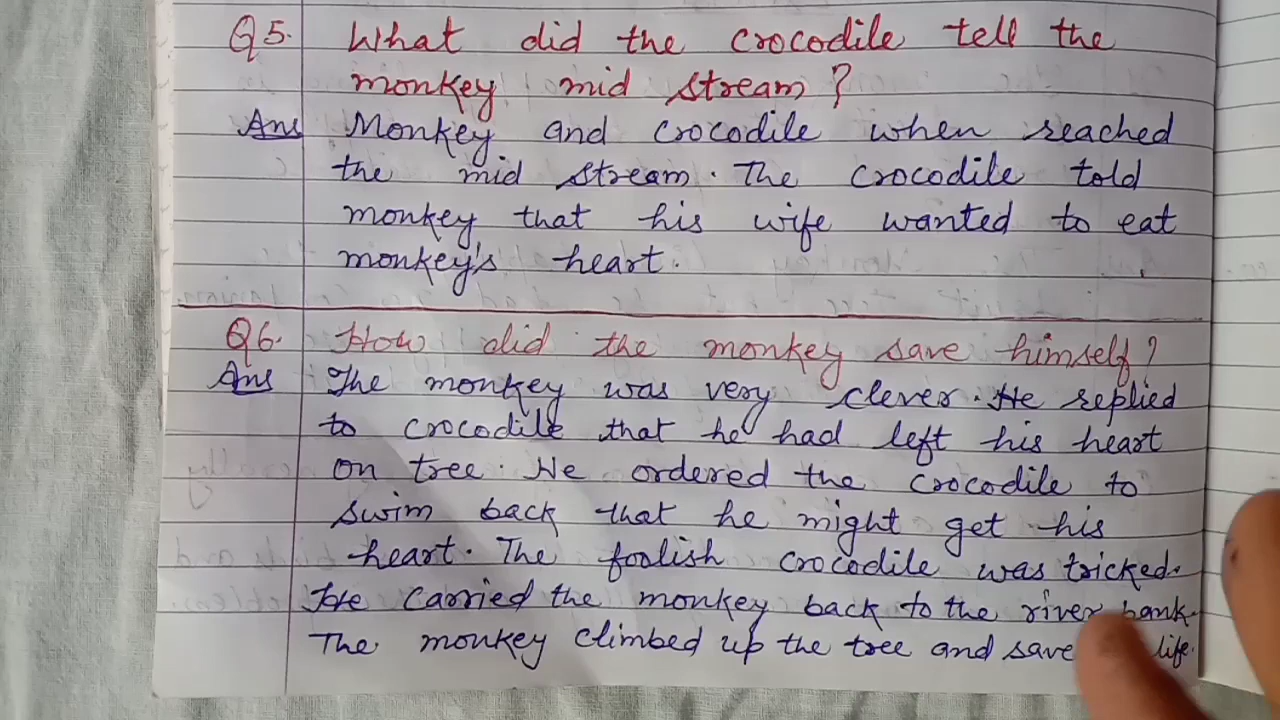 Q5. What did the crocodile tell the
monkey mid stream?
Ans Monkey and crocodile when reached
the mid stream. The crocodile told
monkey that his wife wanted to eat
monkey's heart.
Q6. How did the monkey save himself?
Ans The monkey was very clever. He replied
to crocodile that he had left his heart
on tree. He ordered the crocodile to
swim back that he might get his
heart. The foolish crocodile was tricked.
He carried the monkey back to the river bank.
The monkey climbed up the tree and save life.